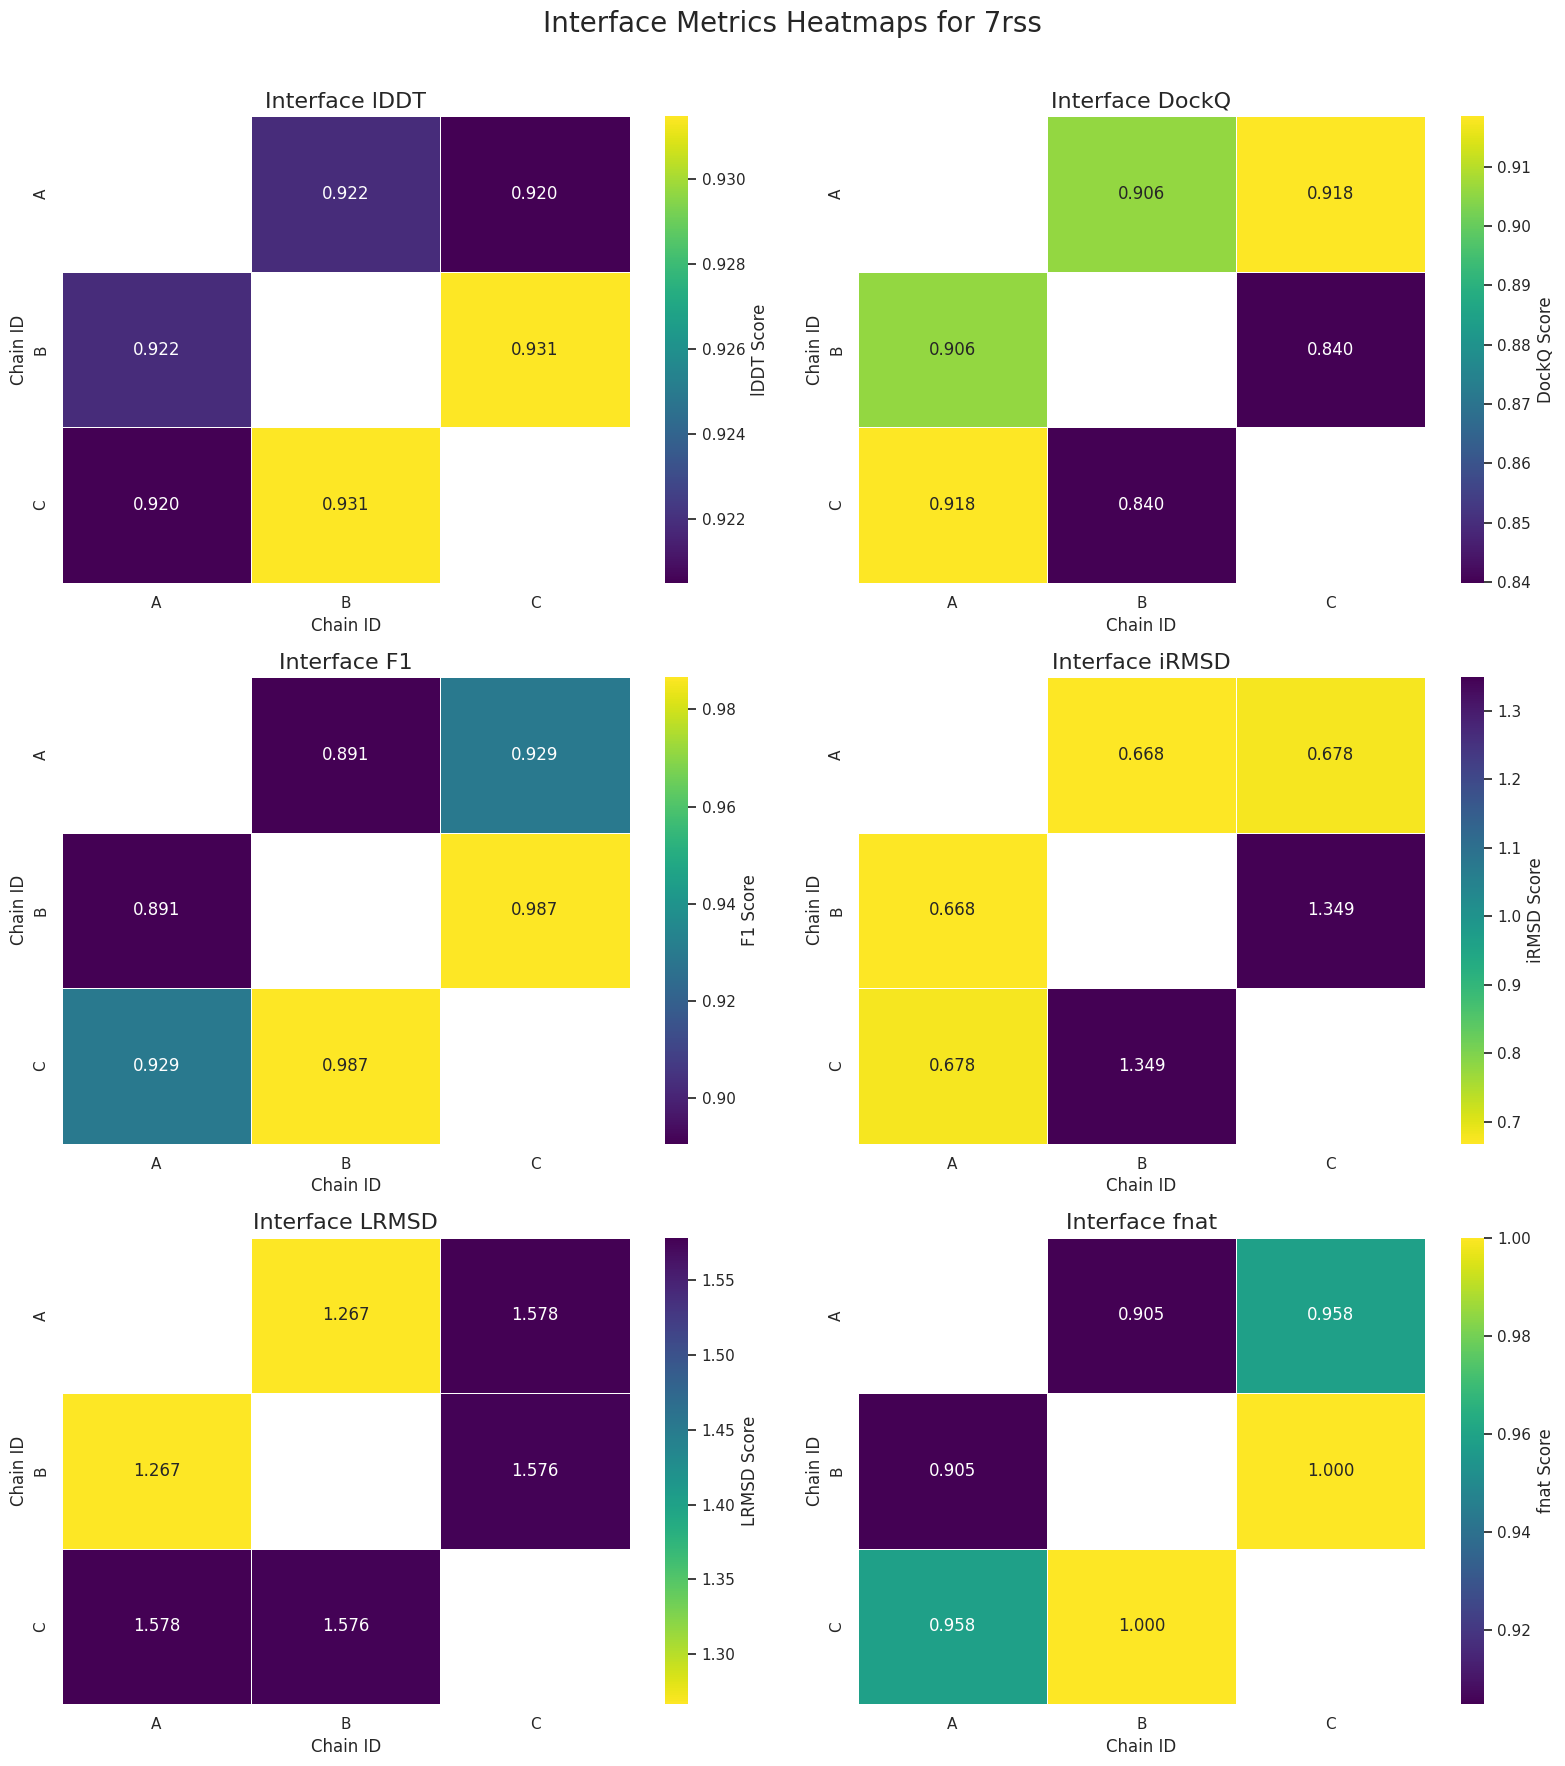 Interface Metrics Heatmaps for 7rss
Interface lDDT
A
B
C
Chain ID
0.922
0.920
0.922
0.931
0.920
0.931
A
B
C
Chain ID
0.930
0.928
0.926
0.924
0.922
lDDT Score
Interface DockQ
A
B
C
Chain ID
0.906
0.918
0.906
0.840
0.918
0.840
A
B
C
Chain ID
0.91
0.90
0.89
0.88
0.87
0.86
0.85
0.84
DockQ Score
Interface F1
A
B
C
Chain ID
0.891
0.929
0.891
0.987
0.929
0.987
A
B
C
Chain ID
0.98
0.96
0.94
0.92
0.90
F1 Score
Interface iRMSD
A
B
C
Chain ID
0.668
0.678
0.668
1.349
0.678
1.349
A
B
C
Chain ID
1.3
1.2
1.1
1.0
0.9
0.8
0.7
iRMSD Score
Interface LRMSD
A
B
C
Chain ID
1.267
1.578
1.267
1.576
1.578
1.576
A
B
C
Chain ID
1.55
1.50
1.45
1.40
1.35
1.30
LRMSD Score
Interface fnat
A
B
C
Chain ID
0.905
0.958
0.905
1.000
0.958
1.000
A
B
C
Chain ID
1.00
0.98
0.96
0.94
0.92
fnat Score